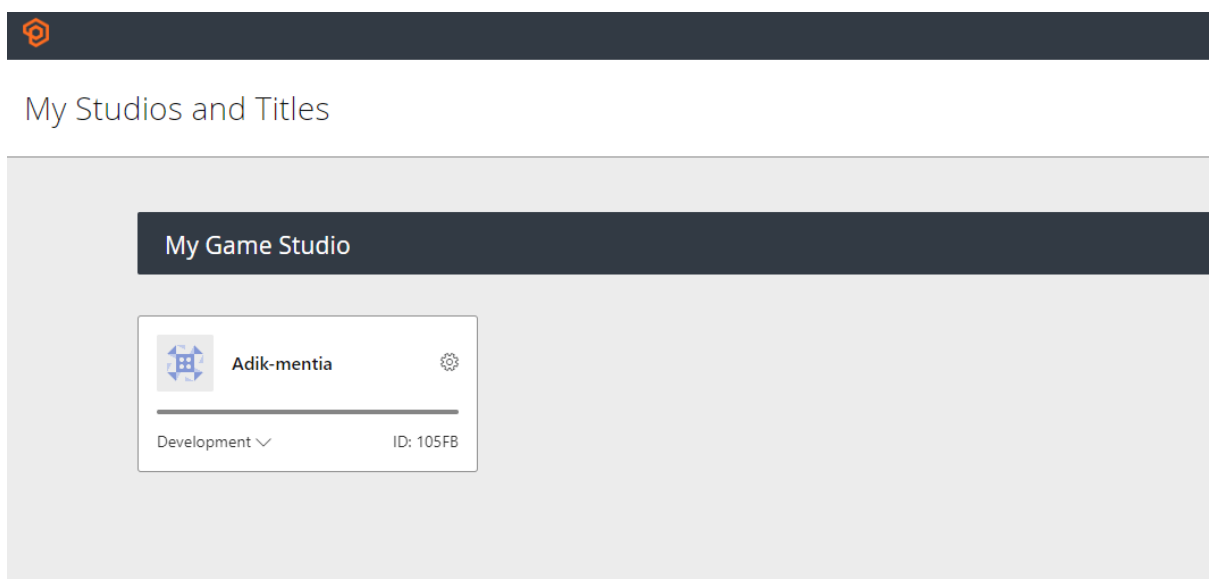 My Studios and Titles
My Game Studio
Adik-mentia
Development ID: 105FB